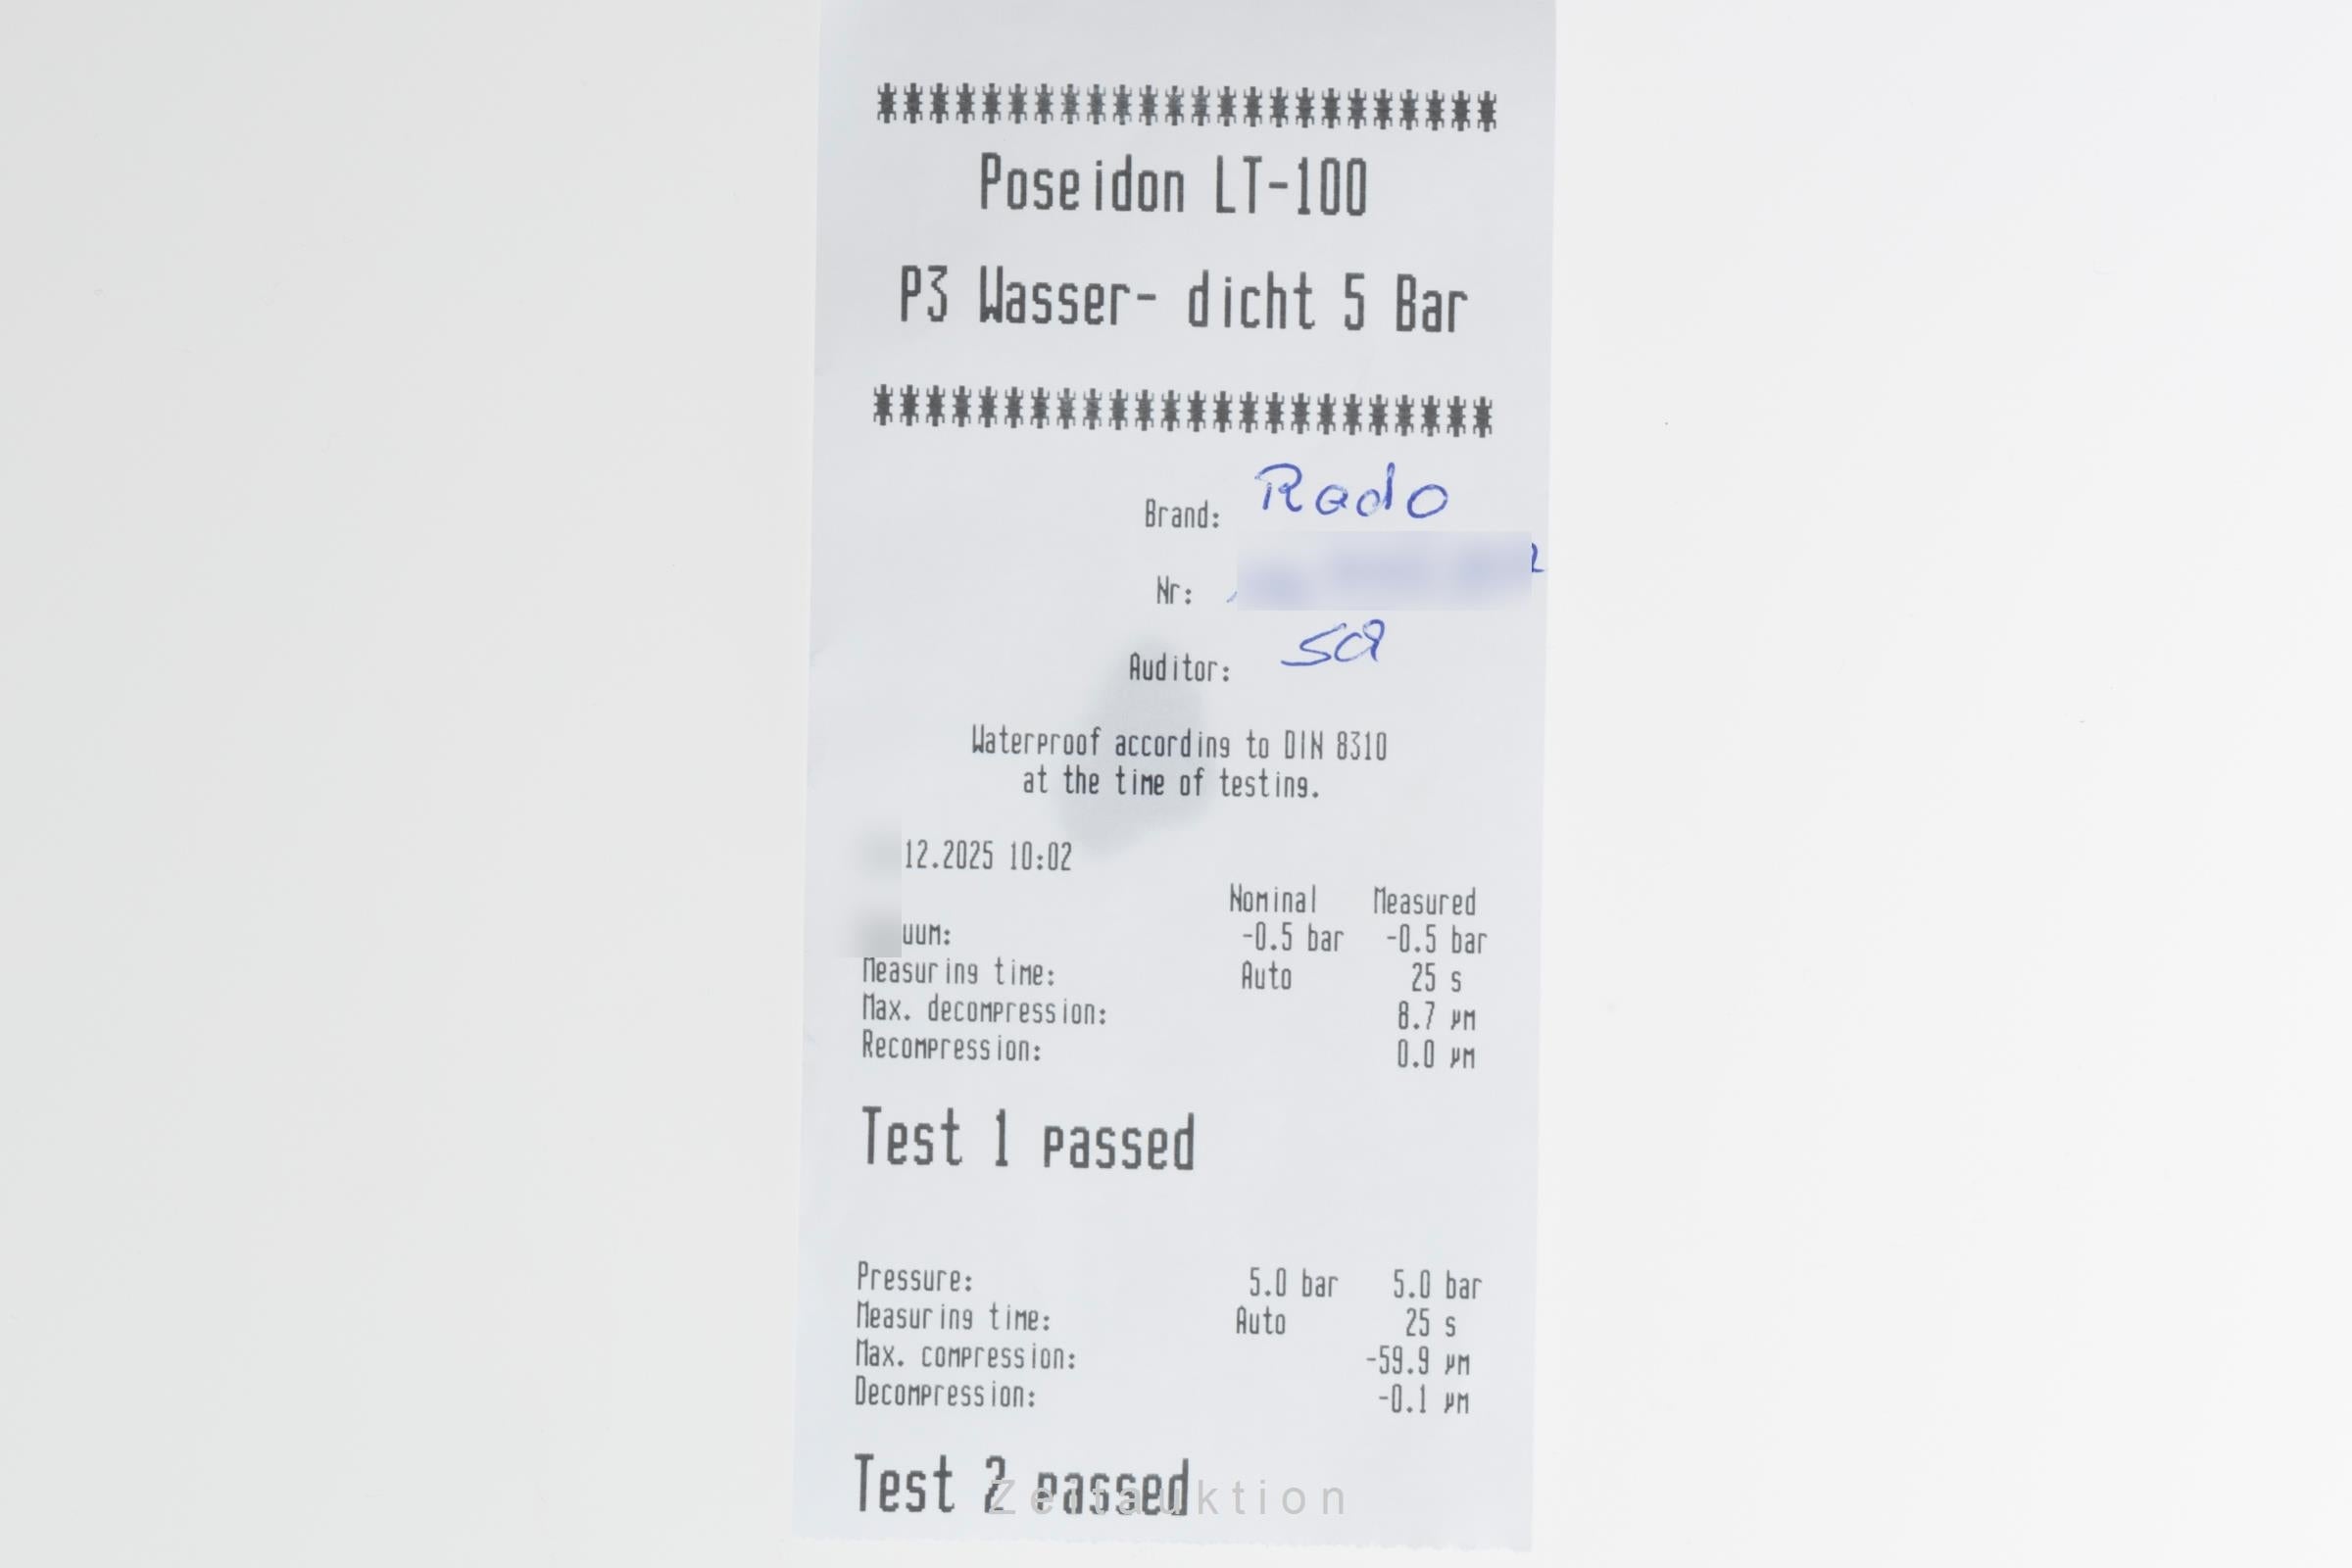 ************************
Poseidon LT-100
P3 Wasser- dicht 5 Bar
************************
Brand: Rado
Nr:
Auditor:
Waterproof according to DIN 8310
at the time of testing.
12.2025 10:02
Nominal Measured
uum: -0.5 bar -0.5 bar
Measuring time: Auto 25 s
Max. decompression: 8.7 µm
Recompression: 0.0 µm
Test 1 passed
Pressure: 5.0 bar 5.0 bar
Measuring time: Auto 25 s
Max. compression: -59.9 µm
Decompression: -0.1 µm
Test 2 passed
Zeitauktion